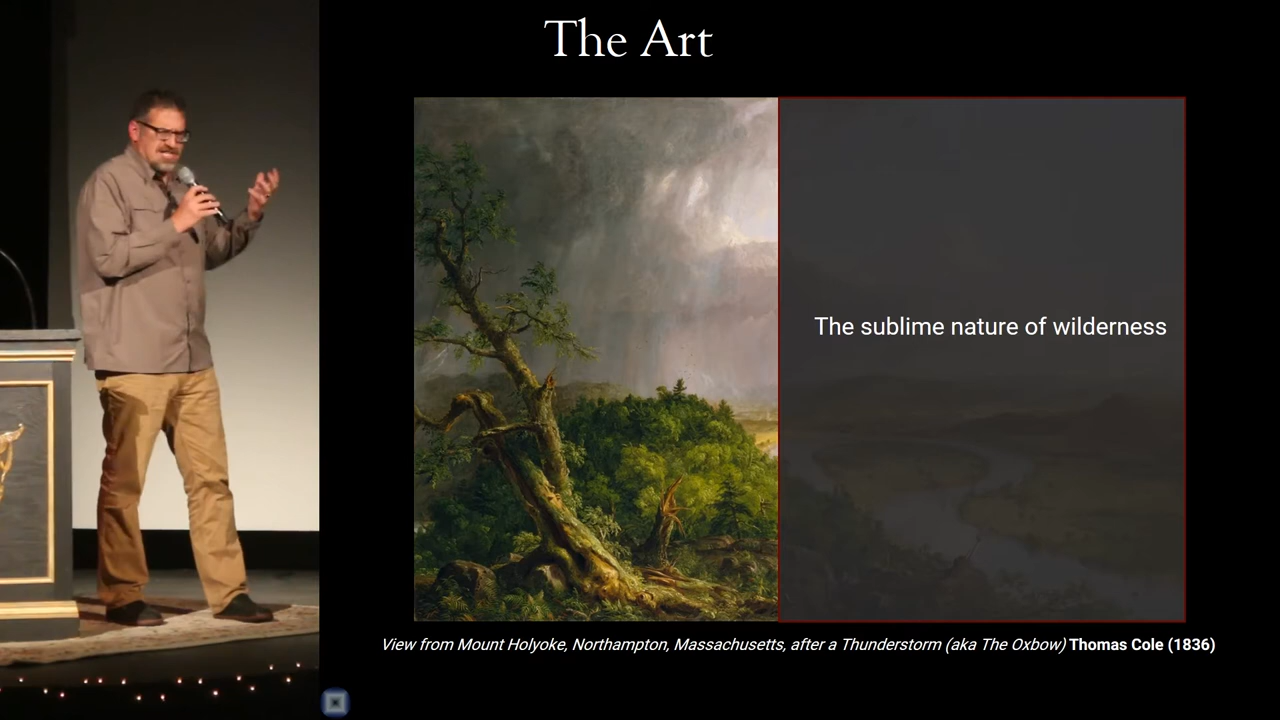 The Art
The sublime nature of wilderness
View from Mount Holyoke, Northampton, Massachusetts, after a Thunderstorm (aka The Oxbow) Thomas Cole (1836)